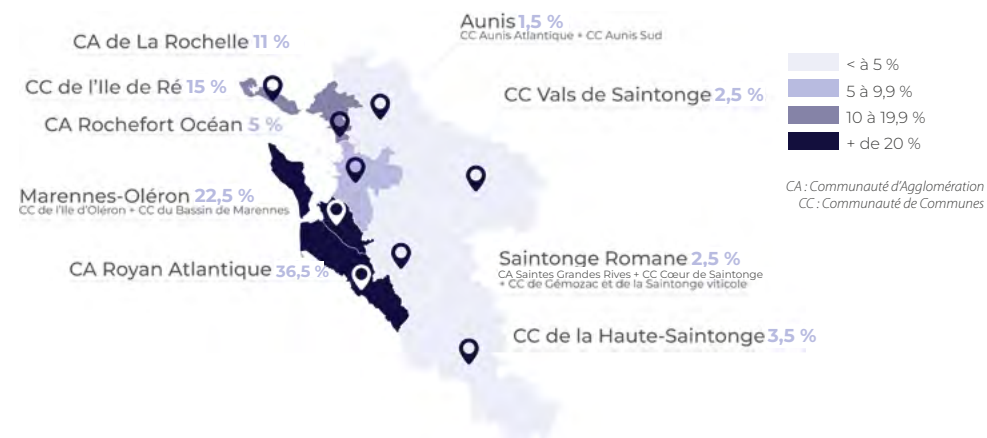 Aunis 1,5 %
CC Aunis Atlantique + CC Aunis Sud
CA de La Rochelle 11 %
CC de l'Ile de Ré 15 %
CC Vals de Saintonge 2,5 %
CA Rochefort Océan 5 %
Marennes-Oléron 22,5 %
CC de l'Ile d'Oléron + CC du Bassin de Marennes
CA Royan Atlantique 36,5 %
Saintonge Romane 2,5 %
CA Saintes Grandes Rives + CC Cœur de Saintonge
+ CC de Gémozac et de la Saintonge viticole
CC de la Haute-Saintonge 3,5 %
< à 5 %
5 à 9,9 %
10 à 19,9 %
+ de 20 %
CA : Communauté d'Agglomération
CC : Communauté de Communes